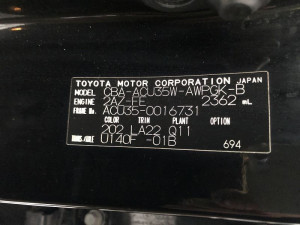 TOYOTA MOTOR CORPORATION JAPAN
MODEL CBA-ACU35W-AWPGK-B
ENGINE 2AZ-FE 2362 mL
FRAME No. ACU35-0016731
COLOR TRIM PLANT OPTION
202 LA22 Q11
TRANS/AXLE U140F -01B
694